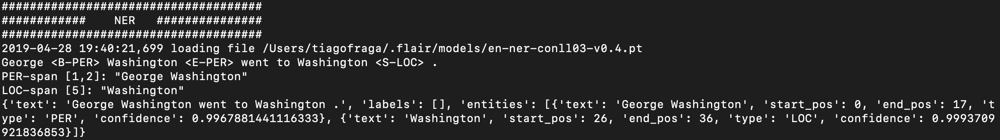 #####################################
############    NER   ###############
#####################################
2019-04-28 19:40:21,699 loading file /Users/tiagofraga/.flair/models/en-ner-conll03-v0.4.pt
George <B-PER> Washington <E-PER> went to Washington <S-LOC> .
PER-span [1,2]: "George Washington"
LOC-span [5]: "Washington"
{'text': 'George Washington went to Washington .', 'labels': [], 'entities': [{'text': 'George Washington', 'start_pos': 0, 'end_pos': 17, 't
ype': 'PER', 'confidence': 0.9967881441116333}, {'text': 'Washington', 'start_pos': 26, 'end_pos': 36, 'type': 'LOC', 'confidence': 0.9993709
921836853}]}